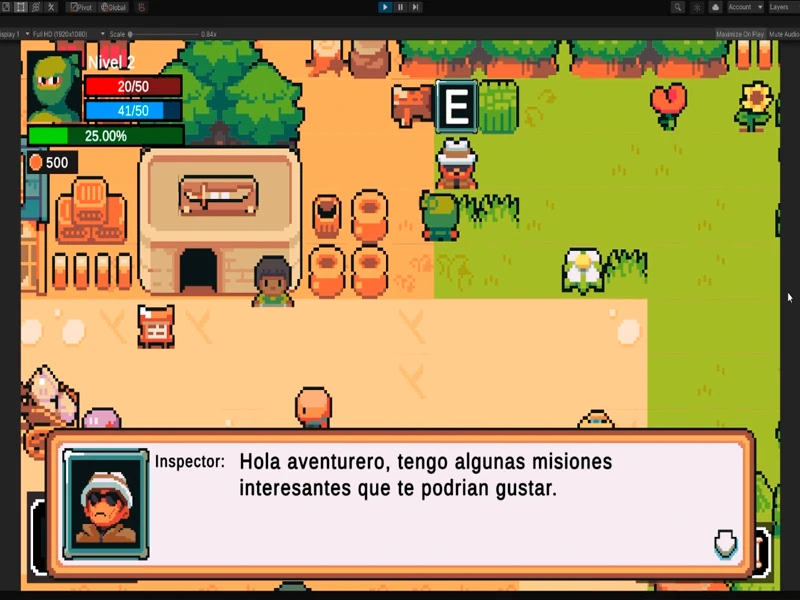 Pivot Global Account Layers
Display 1 Full HD (1920x1080) Scale 0.84x Maximize On Play Mute Audio
Nivel 2
20/50
41/50
25.00%
500
E
Inspector: Hola aventurero, tengo algunas misiones
interesantes que te podrian gustar.